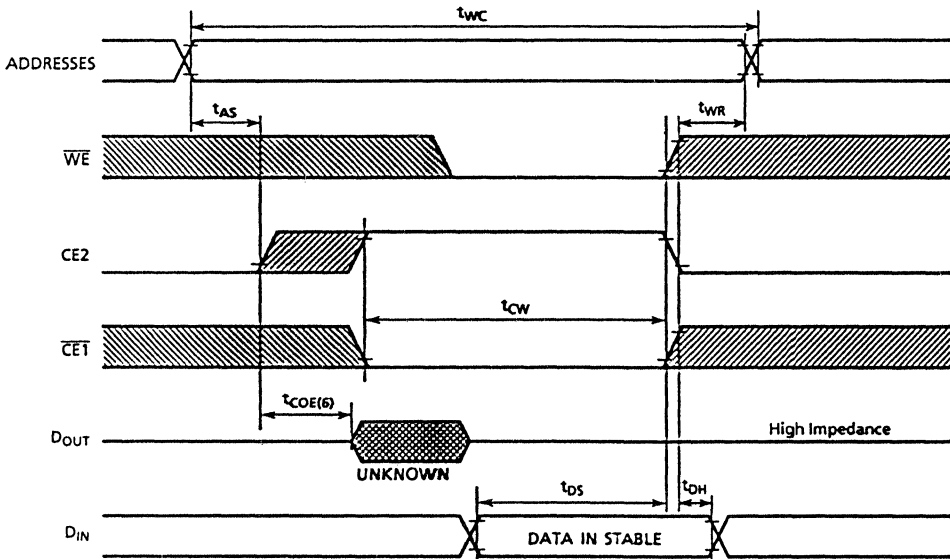 tWC
ADDRESSES
tAS
tWR
WE
CE2
tCW
CE1
tCOE(6)
DOUT
High Impedance
UNKNOWN
tDS
tDH
DIN
DATA IN STABLE